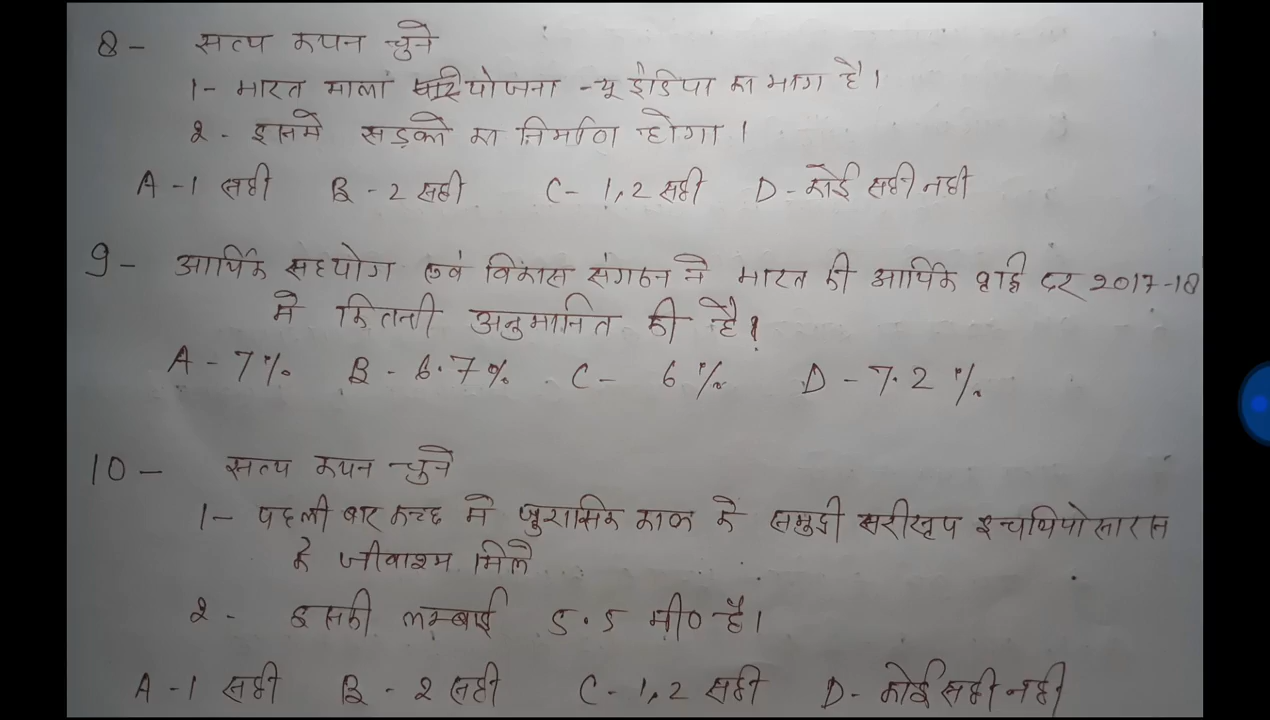 8- सत्य कथन चुने
1- भारत माला परियोजना न्यू इंडिया का भाग है।
2 - इनमे सड़को का निर्माण होगा।
A -1 सही B - 2 सही C- 1,2 सही D - कोई सही नही
9- आर्थिक सहयोग एवं विकास संगठन ने भारत की आर्थिक वृद्धि दर 2017-18
मे कितनी अनुमानित की है।
A - 7% B - 6.7% C- 6% D - 7.2%
10- सत्य कथन चुने
1- पहली बार कच्छ मे जुरासिक काल के समुद्री सरीसृप इच्थियोसारस
के जीवाश्म मिले
2 - इसकी लम्बाई 5.5 मी० है।
A -1 सही B - 2 सही C- 1,2 सही D- कोई सही नही